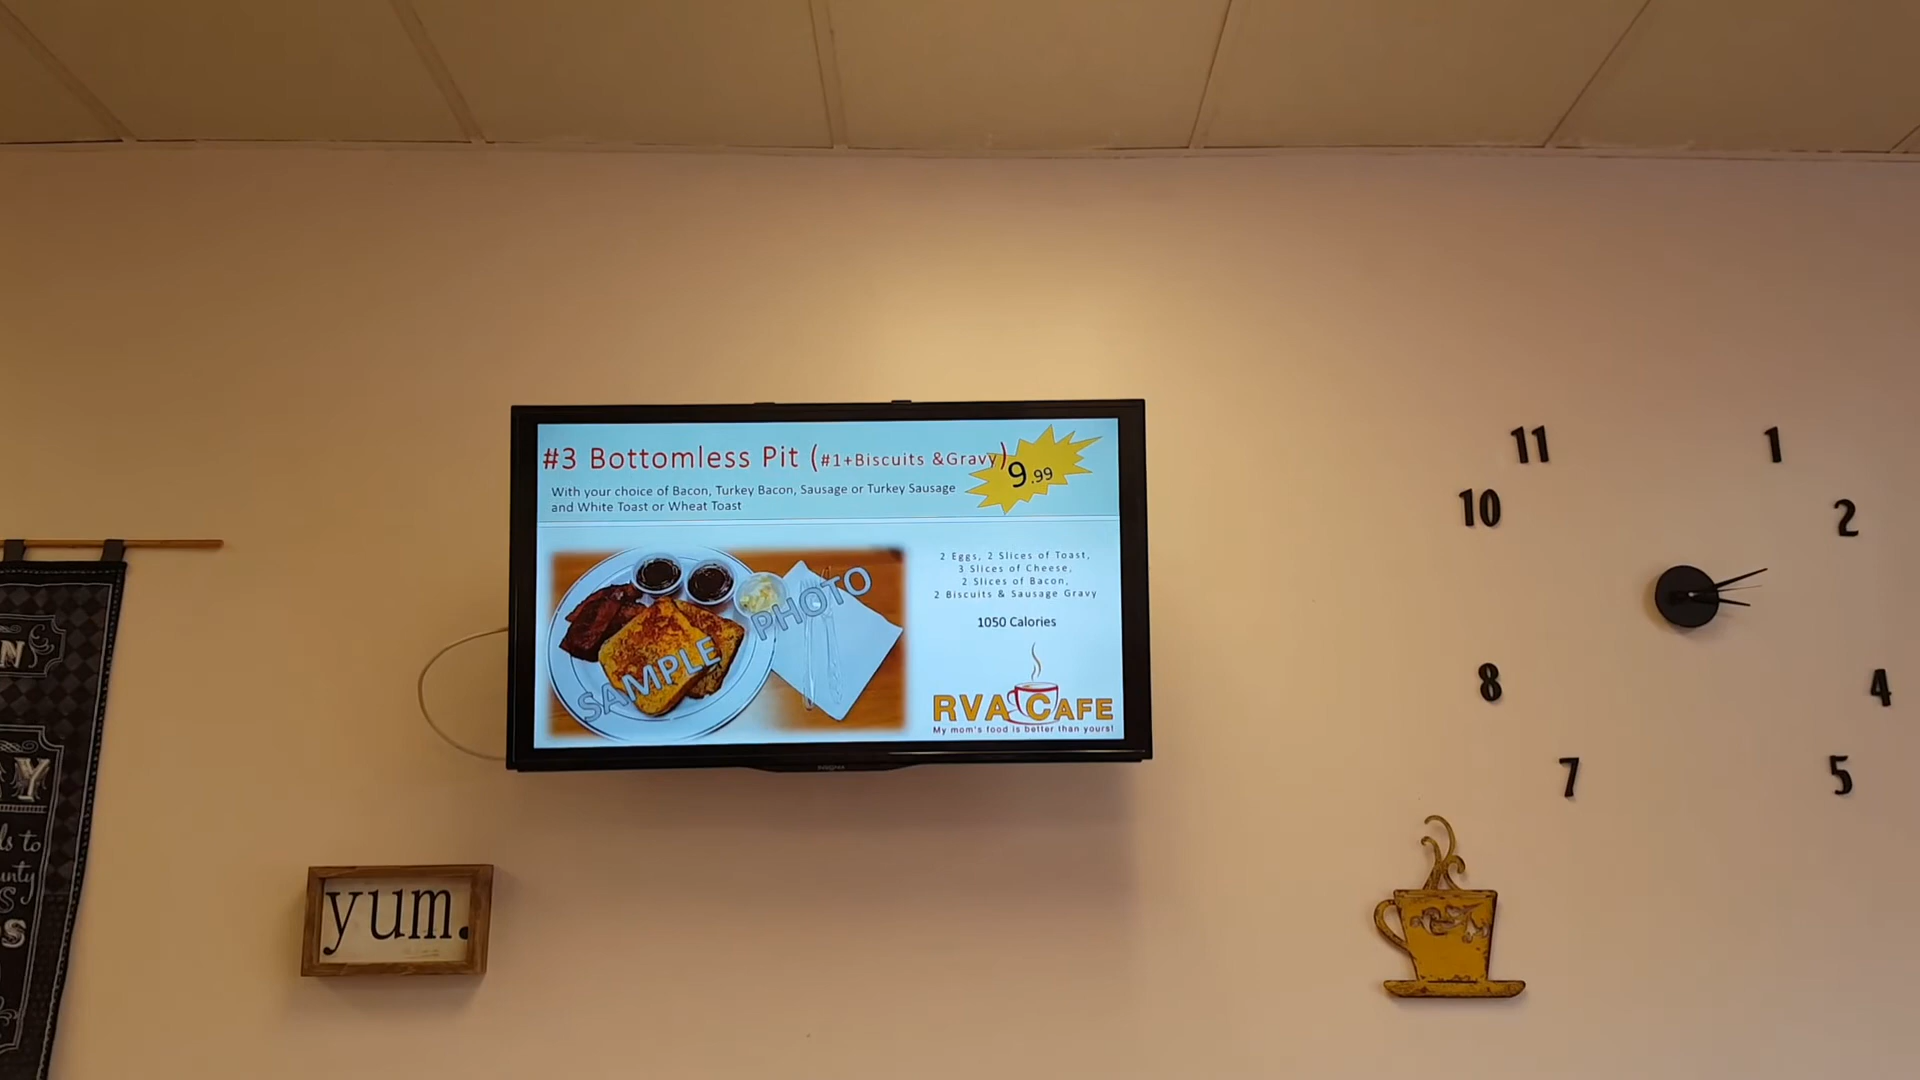 #3 Bottomless Pit (#1+Biscuits &Gravy)
9.99
With your choice of Bacon, Turkey Bacon, Sausage or Turkey Sausage
and White Toast or Wheat Toast
2 Eggs, 2 Slices of Toast,
3 Slices of Cheese,
2 Slices of Bacon,
2 Biscuits & Sausage Gravy
1050 Calories
SAMPLE PHOTO
RVA CAFE
My mom's food is better than yours!
INSIGNIA
yum.
11
1
10
2
8
4
7
5
N
Y